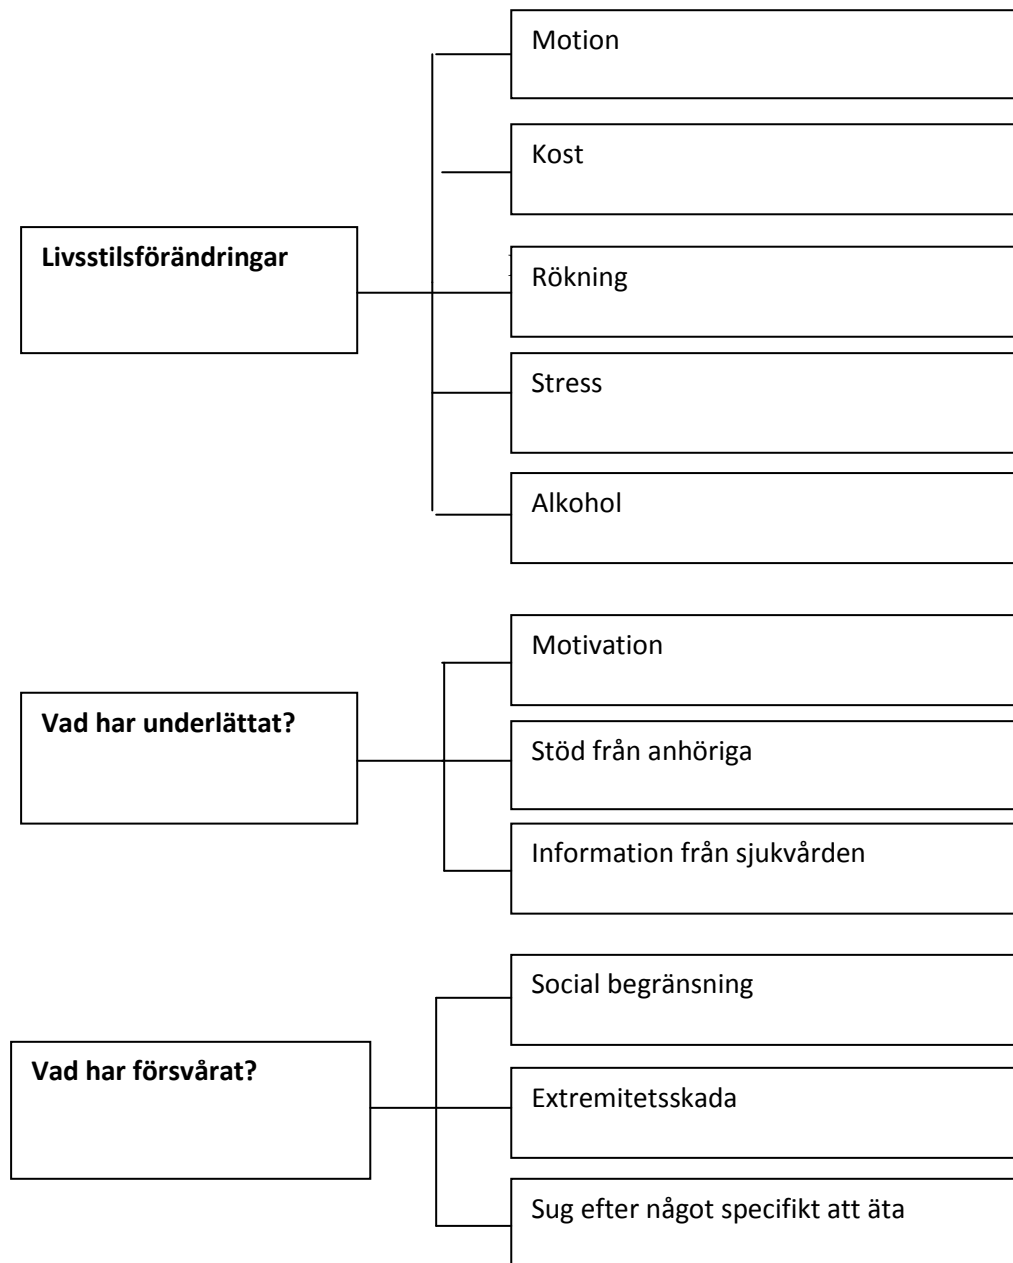 Livsstilsförändringar
Motion
Kost
Rökning
Stress
Alkohol
Vad har underlättat?
Motivation
Stöd från anhöriga
Information från sjukvården
Vad har försvårat?
Social begränsning
Extremitetsskada
Sug efter något specifikt att äta